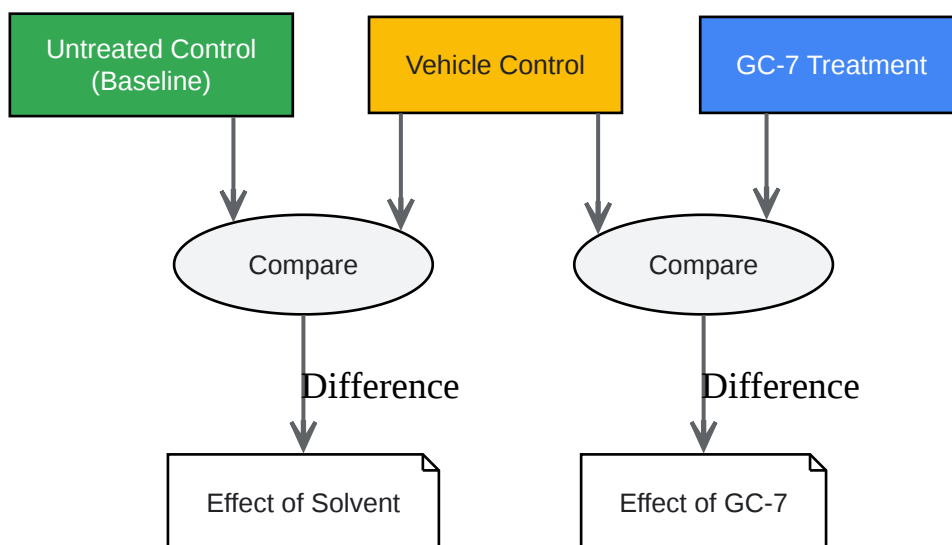 Untreated Control
(Baseline)
Vehicle Control
GC-7 Treatment
Compare
Compare
Difference
Difference
Effect of Solvent
Effect of GC-7